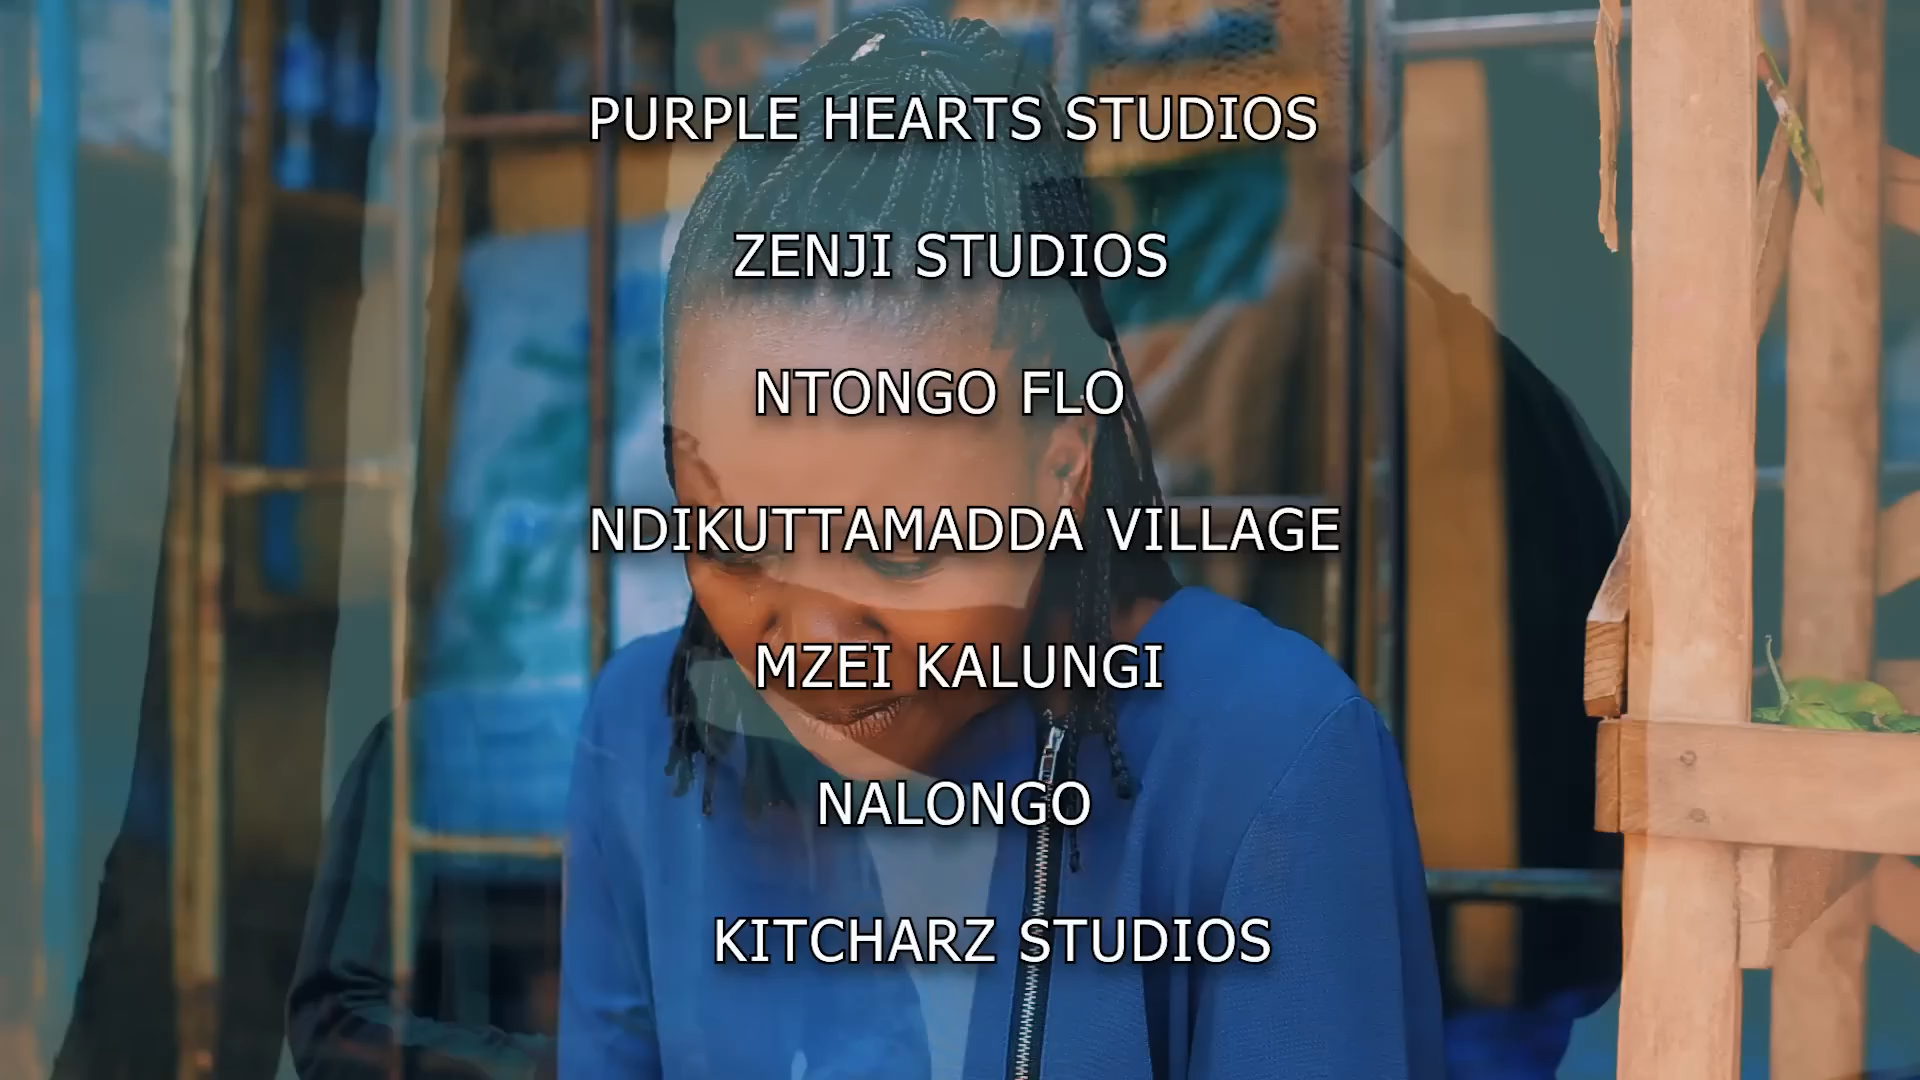 PURPLE HEARTS STUDIOS
ZENJI STUDIOS
NTONGO FLO
NDIKUTTAMADDA VILLAGE
MZEI KALUNGI
NALONGO
KITCHARZ STUDIOS